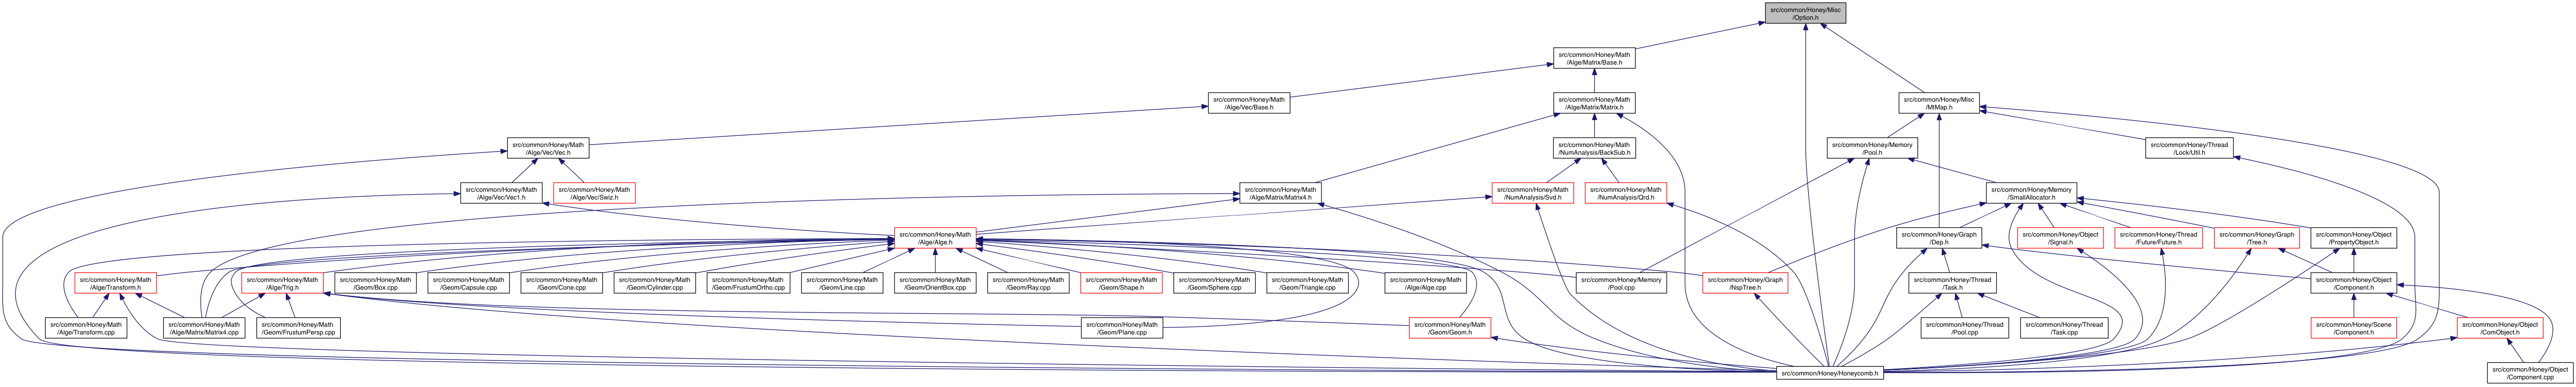 src/common/Honey/Misc
/Option.h
src/common/Honey/Math
/Alge/Matrix/Base.h
src/common/Honey/Math
/Alge/Vec/Base.h
src/common/Honey/Math
/Alge/Matrix/Matrix.h
src/common/Honey/Misc
/MtMap.h
src/common/Honey/Math
/Alge/Vec/Vec.h
src/common/Honey/Math
/NumAnalysis/BackSub.h
src/common/Honey/Memory
/Pool.h
src/common/Honey/Thread
/Lock/Util.h
src/common/Honey/Math
/Alge/Vec/Vec1.h
src/common/Honey/Math
/Alge/Vec/Swiz.h
src/common/Honey/Math
/Alge/Matrix/Matrix4.h
src/common/Honey/Math
/NumAnalysis/Svd.h
src/common/Honey/Math
/NumAnalysis/Qrd.h
src/common/Honey/Memory
/SmallAllocator.h
src/common/Honey/Math
/Alge/Alge.h
src/common/Honey/Graph
/Dep.h
src/common/Honey/Object
/Signal.h
src/common/Honey/Thread
/Future/Future.h
src/common/Honey/Graph
/Tree.h
src/common/Honey/Object
/PropertyObject.h
src/common/Honey/Math
/Alge/Transform.h
src/common/Honey/Math
/Alge/Trig.h
src/common/Honey/Math
/Geom/Box.cpp
src/common/Honey/Math
/Geom/Capsule.cpp
src/common/Honey/Math
/Geom/Cone.cpp
src/common/Honey/Math
/Geom/Cylinder.cpp
src/common/Honey/Math
/Geom/FrustumOrtho.cpp
src/common/Honey/Math
/Geom/Line.cpp
src/common/Honey/Math
/Geom/OrientBox.cpp
src/common/Honey/Math
/Geom/Ray.cpp
src/common/Honey/Math
/Geom/Shape.h
src/common/Honey/Math
/Geom/Sphere.cpp
src/common/Honey/Math
/Geom/Triangle.cpp
src/common/Honey/Math
/Alge/Alge.cpp
src/common/Honey/Memory
/Pool.cpp
src/common/Honey/Graph
/NspTree.h
src/common/Honey/Thread
/Task.h
src/common/Honey/Object
/Component.h
src/common/Honey/Math
/Alge/Transform.cpp
src/common/Honey/Math
/Alge/Matrix/Matrix4.cpp
src/common/Honey/Math
/Geom/FrustumPersp.cpp
src/common/Honey/Math
/Geom/Geom.h
src/common/Honey/Math
/Geom/Plane.cpp
src/common/Honey/Thread
/Pool.cpp
src/common/Honey/Thread
/Task.cpp
src/common/Honey/Scene
/Component.h
src/common/Honey/Object
/ComObject.h
src/common/Honey/Honeycomb.h
src/common/Honey/Object
/Component.cpp